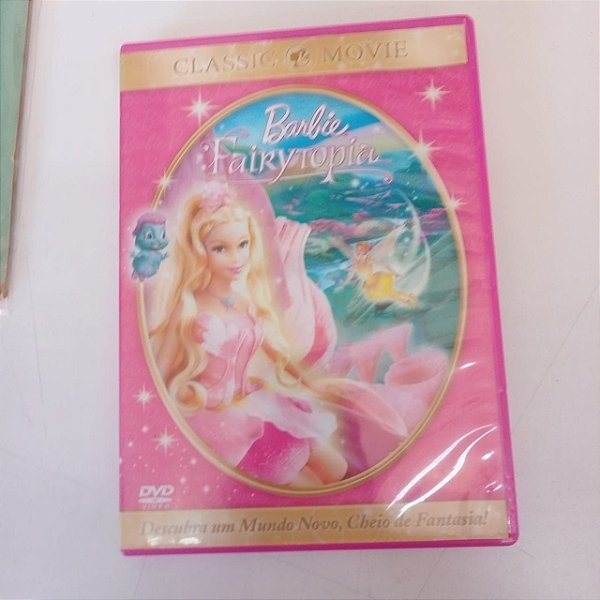 CLASSIC MOVIE
Barbie
FAIRYTOPIA
DVD
VIDEO
Descubra um Mundo Novo, Cheio de Fantasia!